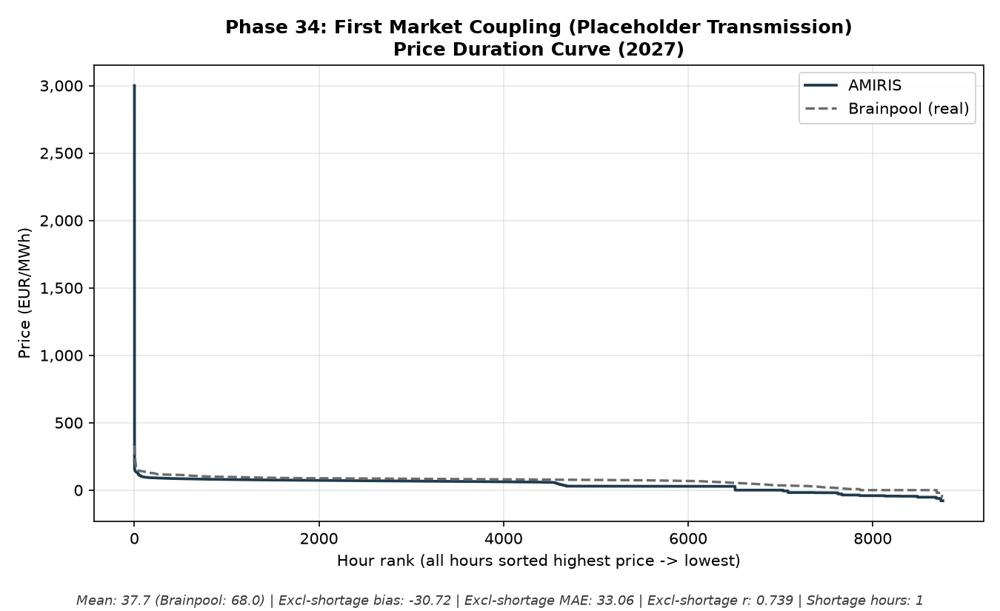 Phase 34: First Market Coupling (Placeholder Transmission)
Price Duration Curve (2027)
AMIRIS
Brainpool (real)
3,000
2,500
2,000
1,500
1,000
500
0
Price (EUR/MWh)
0
2000
4000
6000
8000
Hour rank (all hours sorted highest price -> lowest)
Mean: 37.7 (Brainpool: 68.0) | Excl-shortage bias: -30.72 | Excl-shortage MAE: 33.06 | Excl-shortage r: 0.739 | Shortage hours: 1